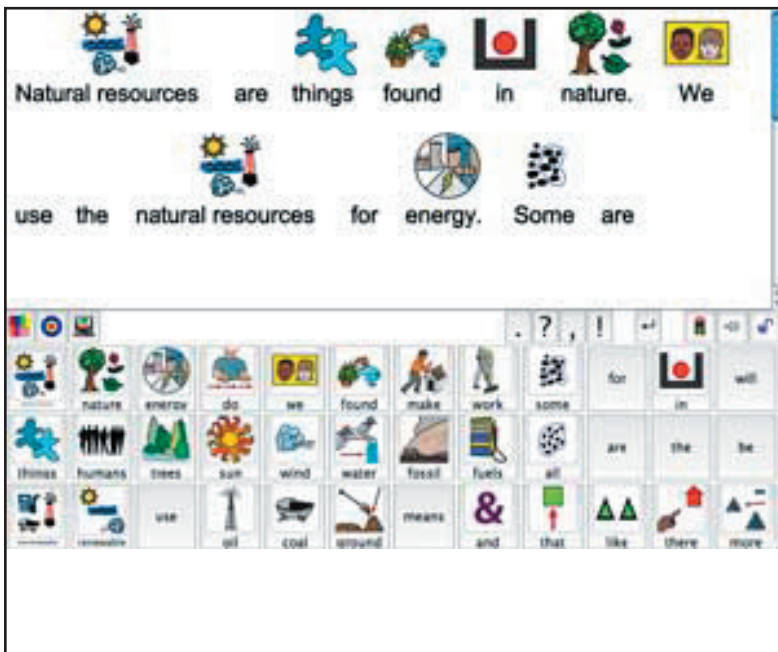 Natural resources are things found in nature. We
use the natural resources for energy. Some are
. ? , !
nature energy do we found make work some for in will
things humans trees sun wind water fossil fuels all are the be
renewable use oil coal ground means & and that like there more